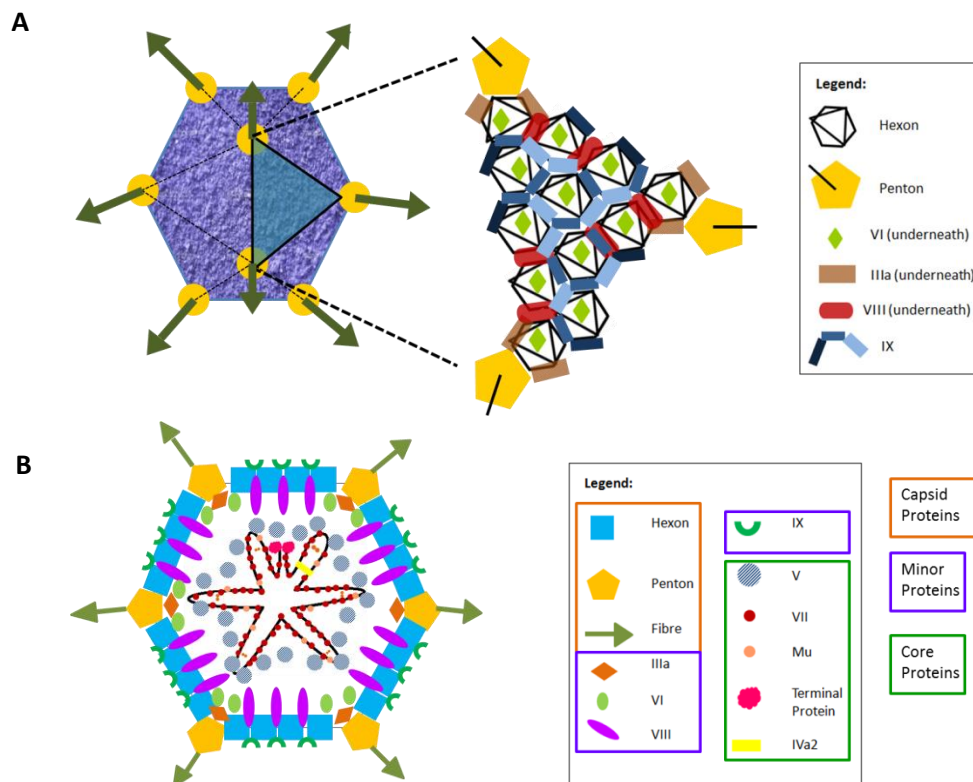 A
Legend:
Hexon
Penton
VI (underneath)
IIIa (underneath)
VIII (underneath)
IX
B
Legend:
Hexon
Penton
Fibre
IIIa
VI
VIII
IX
V
VII
Mu
Terminal
Protein
IVa2
Capsid
Proteins
Minor
Proteins
Core
Proteins